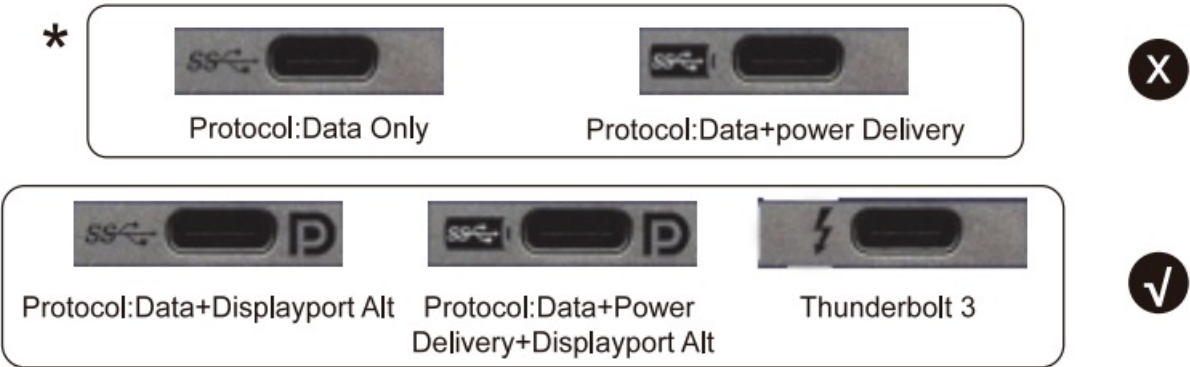 *
SS
SS
X
Protocol:Data Only
Protocol:Data+power Delivery
SS
D
SS
D
Protocol:Data+Displayport Alt
Protocol:Data+Power
Delivery+Displayport Alt
Thunderbolt 3
√